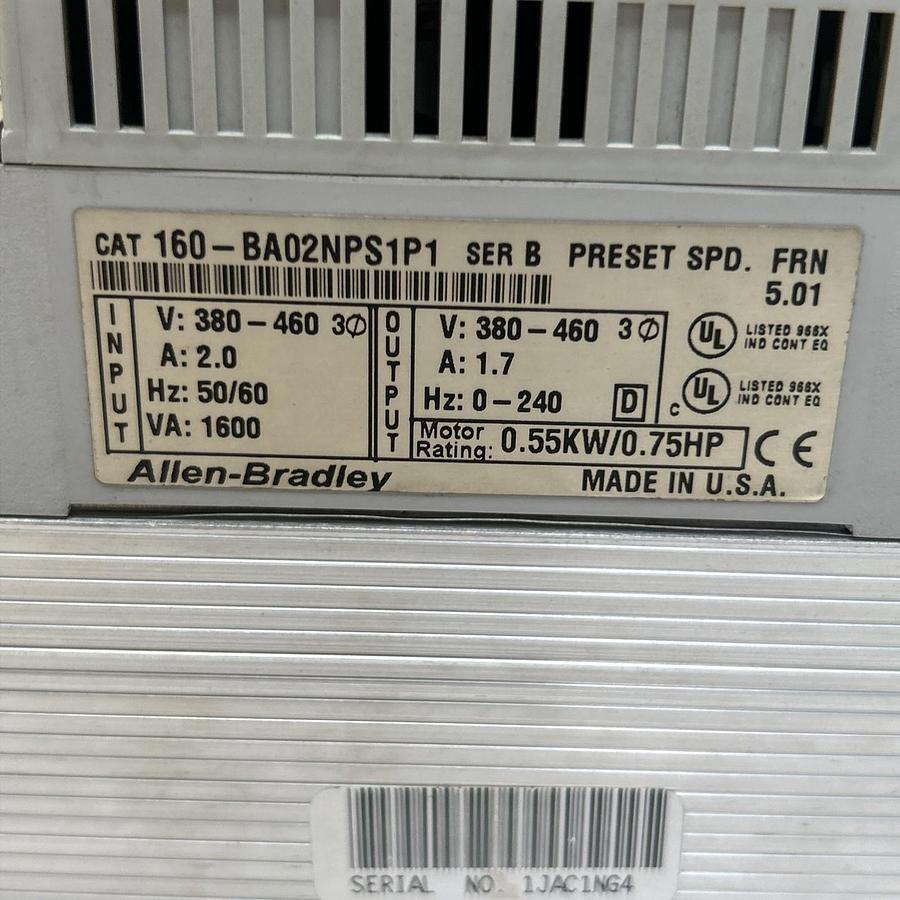 CAT 160-BA02NPS1P1 SER B PRESET SPD. FRN
5.01
INPUT
V: 380-460 3Ø
A: 2.0
Hz: 50/60
VA: 1600
OUTPUT
V: 380-460 3Ø
A: 1.7
Hz: 0-240 D
Motor Rating: 0.55KW/0.75HP
UL LISTED 966X
IND CONT EQ
c UL LISTED 966X
IND CONT EQ
CE
Allen-Bradley
MADE IN U.S.A.
SERIAL NO. 1JAC1NG4